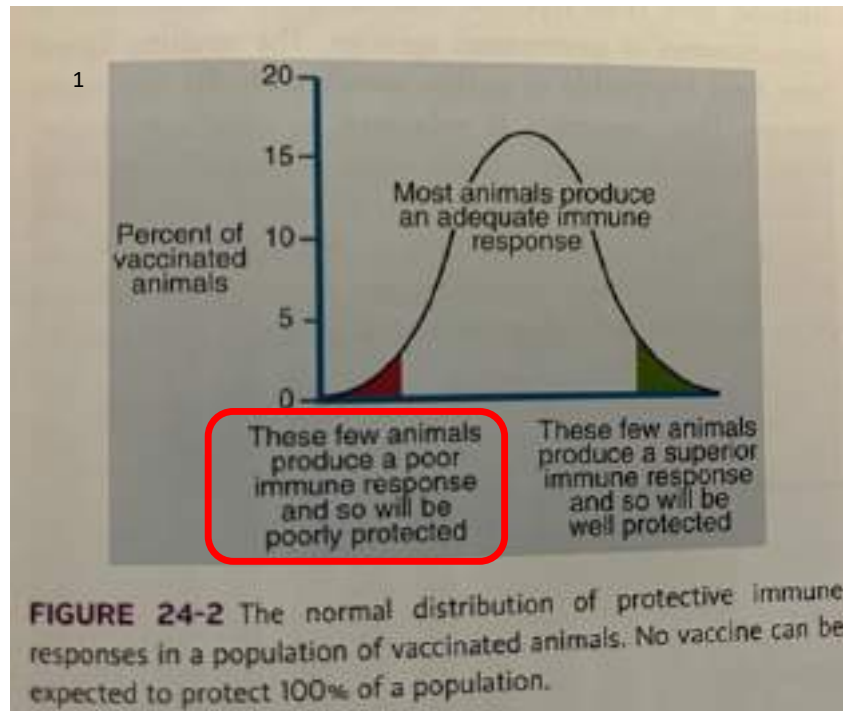 1
20
15
10
5
0
Percent of
vaccinated
animals
Most animals produce
an adequate immune
response
These few animals
produce a poor
immune response
and so will be
poorly protected
These few animals
produce a superior
immune response
and so will be
well protected
FIGURE 24-2 The normal distribution of protective immune
responses in a population of vaccinated animals. No vaccine can be
expected to protect 100% of a population.